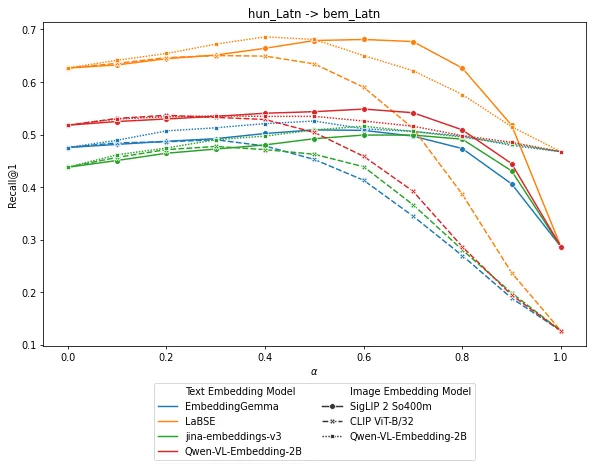 hun_Latn -> bem_Latn
Recall@1
0.7
0.6
0.5
0.4
0.3
0.2
0.1
0.0 0.2 0.4 0.6 0.8 1.0
α
Text Embedding Model
EmbeddingGemma
LaBSE
jina-embeddings-v3
Qwen-VL-Embedding-2B
Image Embedding Model
SigLIP 2 So400m
CLIP ViT-B/32
Qwen-VL-Embedding-2B